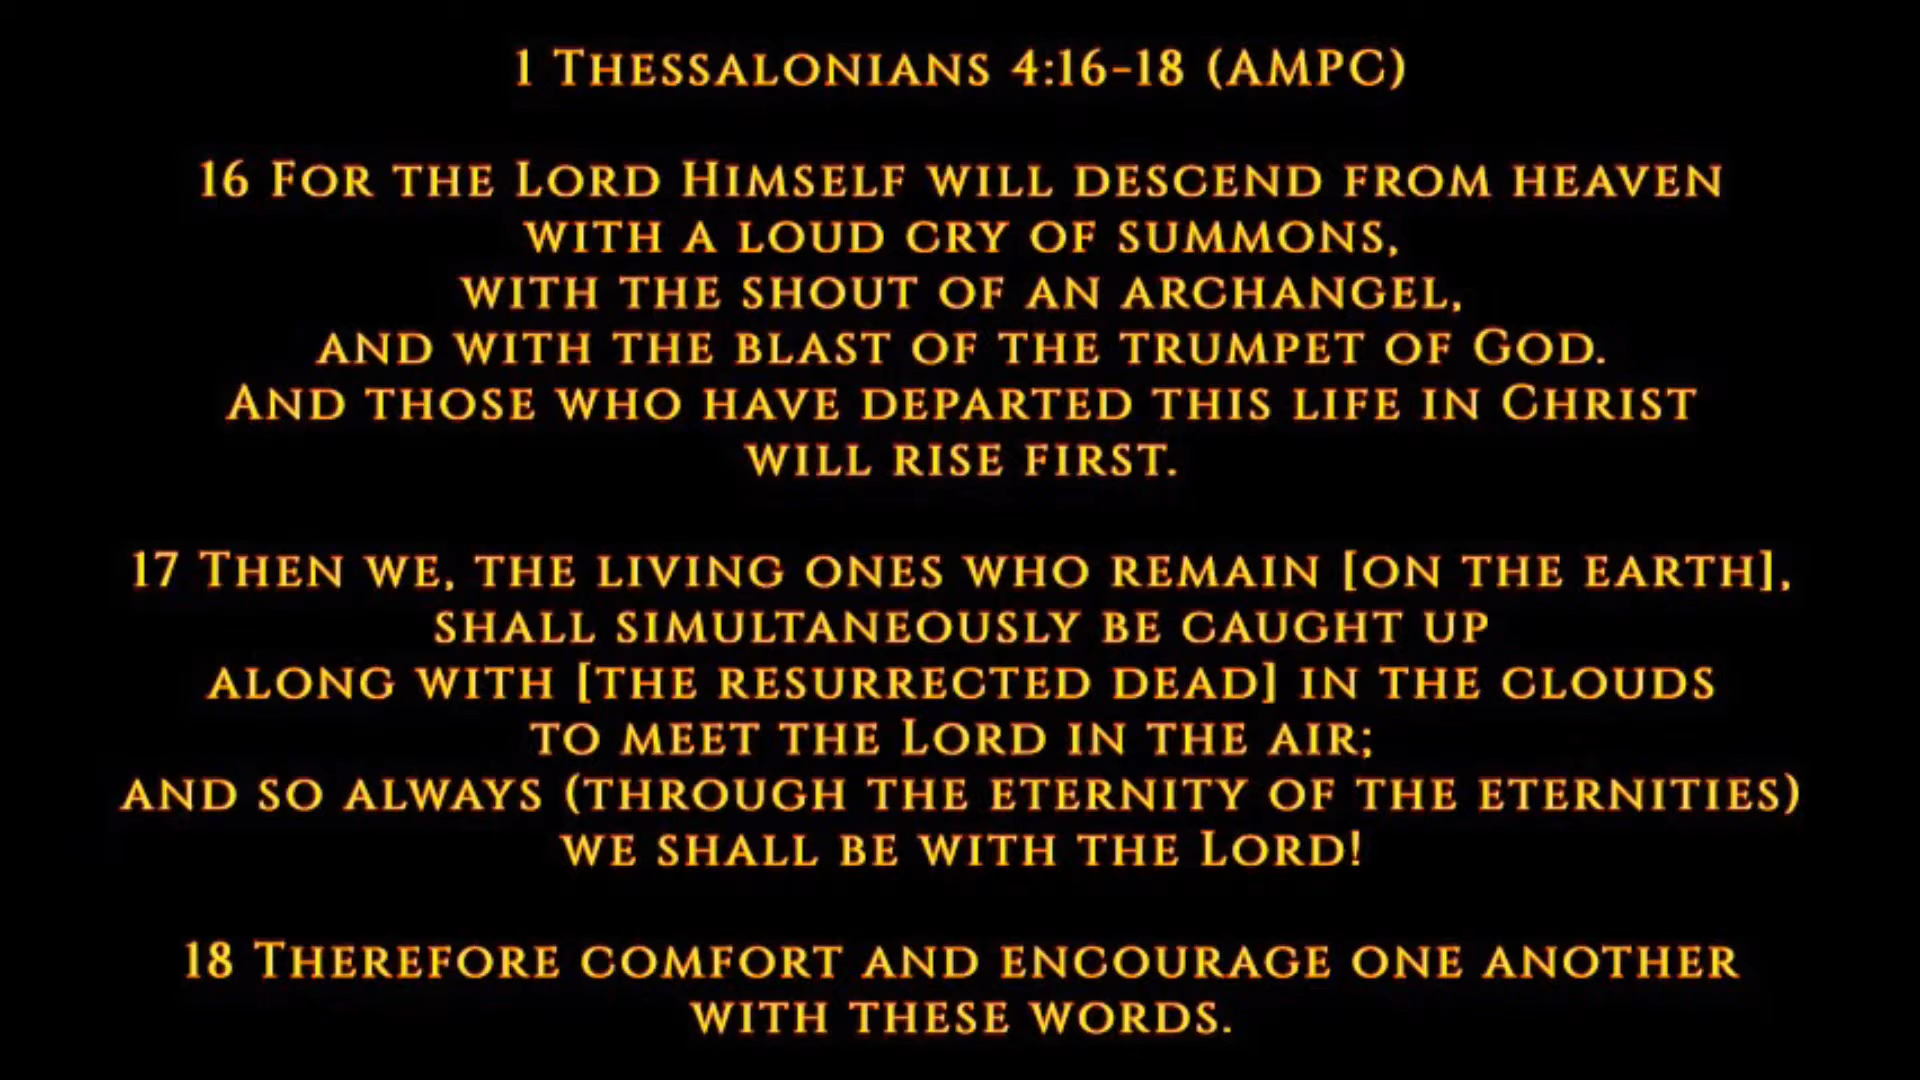 1 Thessalonians 4:16-18 (AMPC)
16 For the Lord Himself will descend from heaven
with a loud cry of summons,
with the shout of an archangel,
and with the blast of the trumpet of God.
And those who have departed this life in Christ
will rise first.
17 Then we, the living ones who remain [on the earth],
shall simultaneously be caught up
along with [the resurrected dead] in the clouds
to meet the Lord in the air;
and so always (through the eternity of the eternities)
we shall be with the Lord!
18 Therefore comfort and encourage one another
with these words.